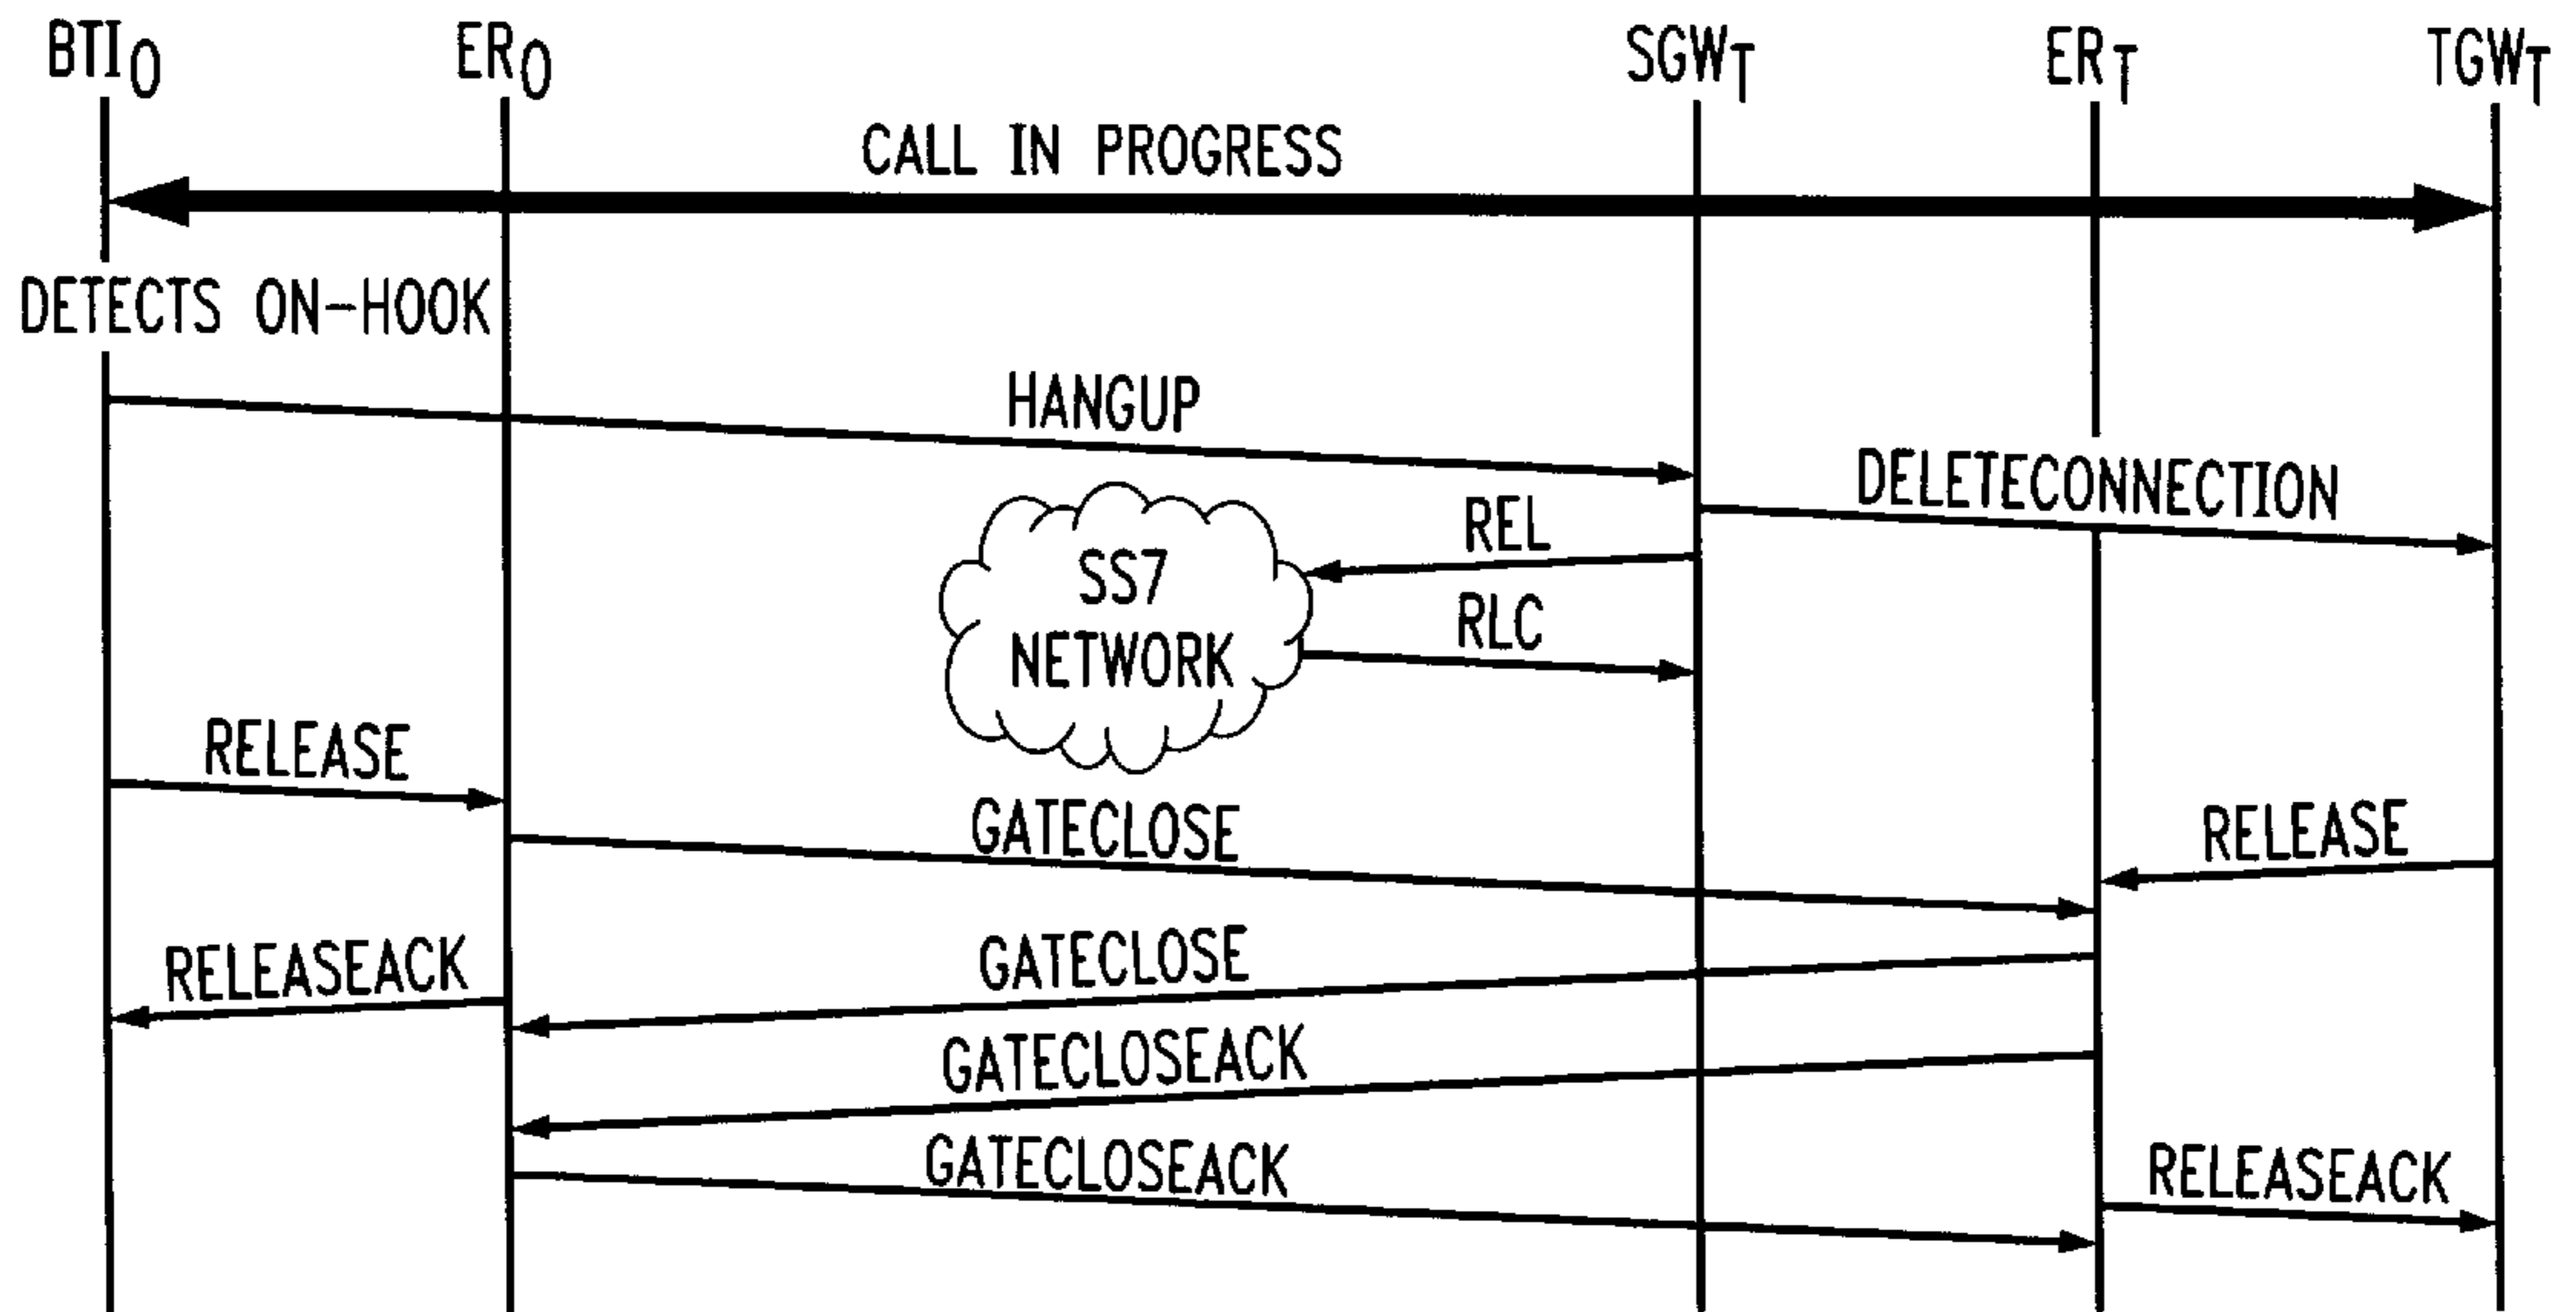 BTIO ERO SGWT ERT TGWT
CALL IN PROGRESS
DETECTS ON-HOOK
HANGUP
DELETECONNECTION
REL
SS7
NETWORK
RLC
RELEASE
GATECLOSE
RELEASE
GATECLOSE
RELEASEACK
GATECLOSEACK
GATECLOSEACK
RELEASEACK